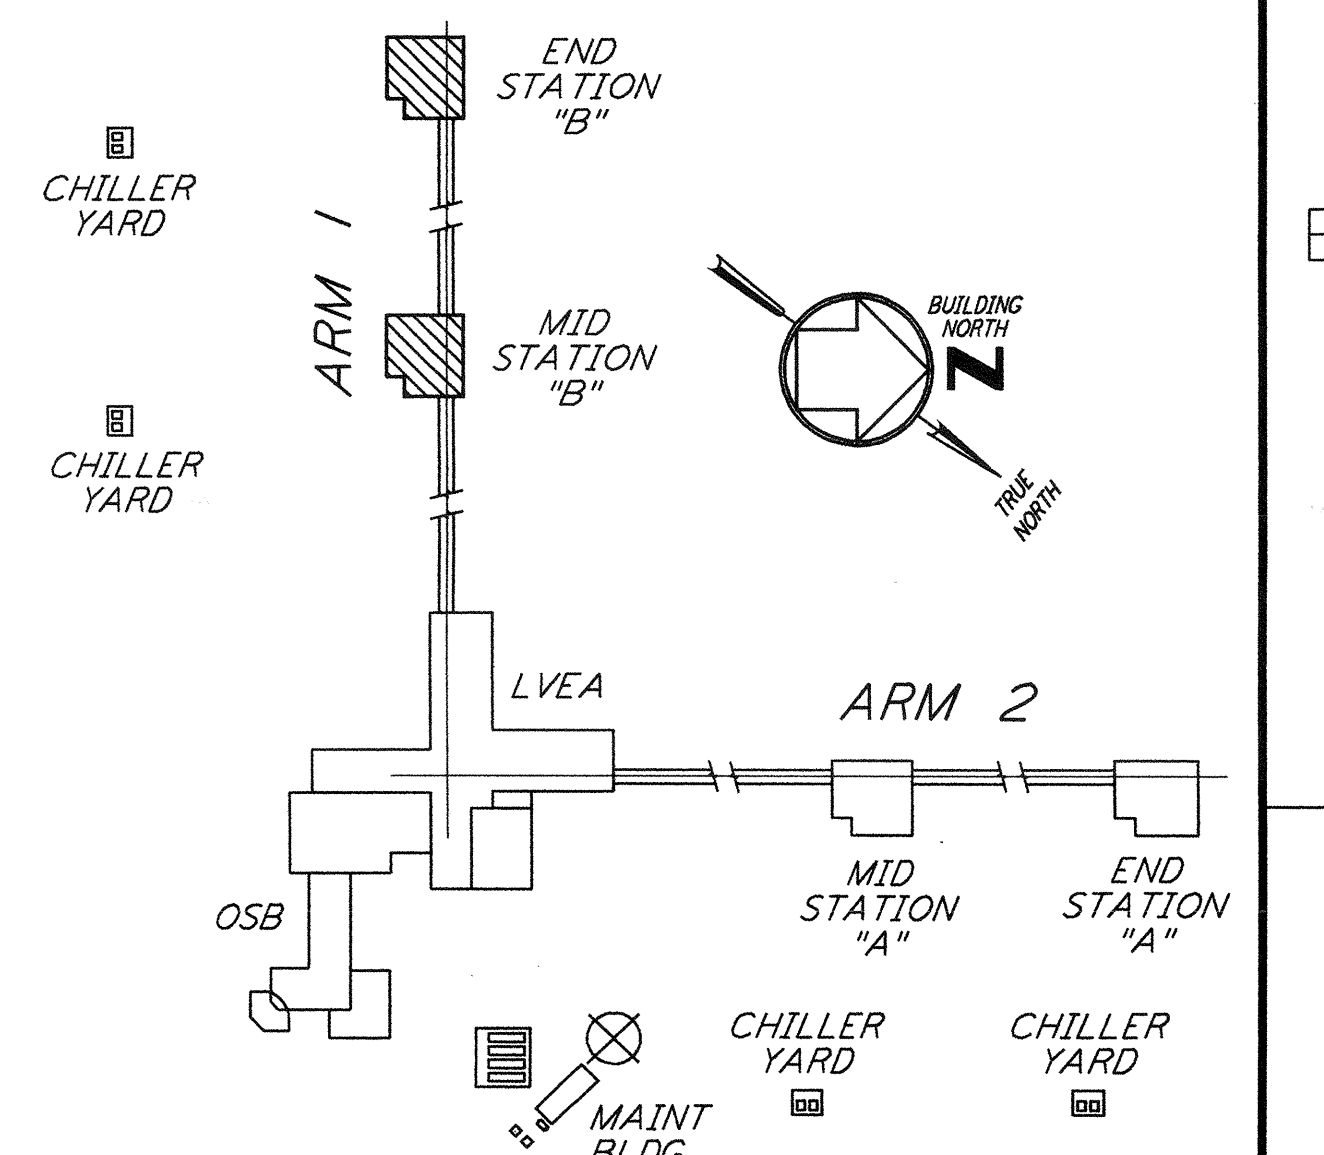 END
STATION
"B"
CHILLER
YARD
ARM 1
MID
STATION
"B"
BUILDING
NORTH
N
TRUE
NORTH
CHILLER
YARD
LVEA
ARM 2
MID
STATION
"A"
END
STATION
"A"
OSB
CHILLER
YARD
CHILLER
YARD
MAINT
BLDG